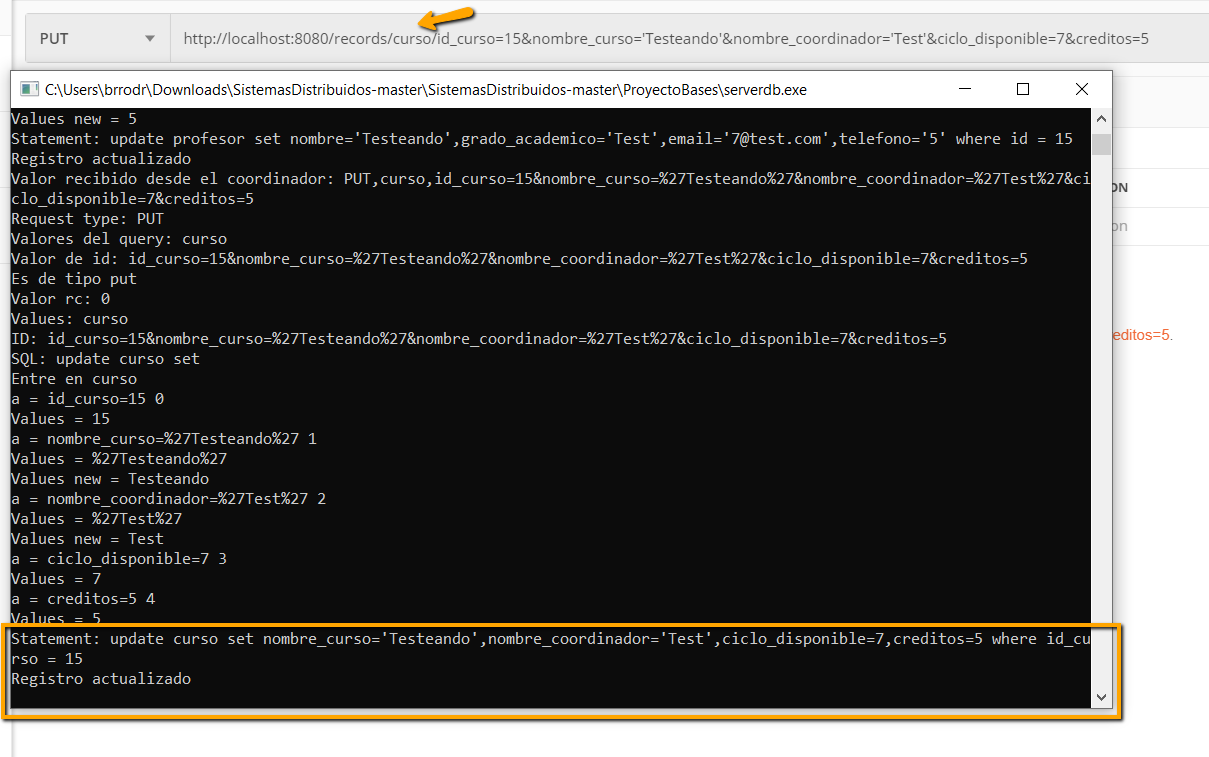 PUT
http://localhost:8080/records/curso/id_curso=15&nombre_curso='Testeando'&nombre_coordinador='Test'&ciclo_disponible=7&creditos=5
C:\Users\brrodr\Downloads\SistemasDistribuidos-master\SistemasDistribuidos-master\ProyectoBases\serverdb.exe
Values new = 5
Statement: update profesor set nombre='Testeando',grado_academico='Test',email='7@test.com',telefono='5' where id = 15
Registro actualizado
Valor recibido desde el coordinador: PUT,curso,id_curso=15&nombre_curso=%27Testeando%27&nombre_coordinador=%27Test%27&ci
clo_disponible=7&creditos=5
Request type: PUT
Valores del query: curso
Valor de id: id_curso=15&nombre_curso=%27Testeando%27&nombre_coordinador=%27Test%27&ciclo_disponible=7&creditos=5
Es de tipo put
Valor rc: 0
Values: curso
ID: id_curso=15&nombre_curso=%27Testeando%27&nombre_coordinador=%27Test%27&ciclo_disponible=7&creditos=5
SQL: update curso set
Entre en curso
a = id_curso=15 0
Values = 15
a = nombre_curso=%27Testeando%27 1
Values = %27Testeando%27
Values new = Testeando
a = nombre_coordinador=%27Test%27 2
Values = %27Test%27
Values new = Test
a = ciclo_disponible=7 3
Values = 7
a = creditos=5 4
Values = 5
Statement: update curso set nombre_curso='Testeando',nombre_coordinador='Test',ciclo_disponible=7,creditos=5 where id_cu
rso = 15
Registro actualizado
ON
on
editos=5.